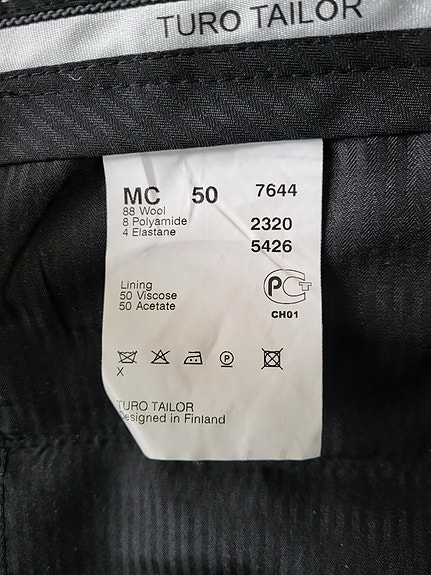 TURO TAILOR
MC 50 7644
88 Wool
8 Polyamide 2320
4 Elastane
5426
Lining
50 Viscose
50 Acetate
PCT
CH01
P
X
TURO TAILOR
Designed in Finland